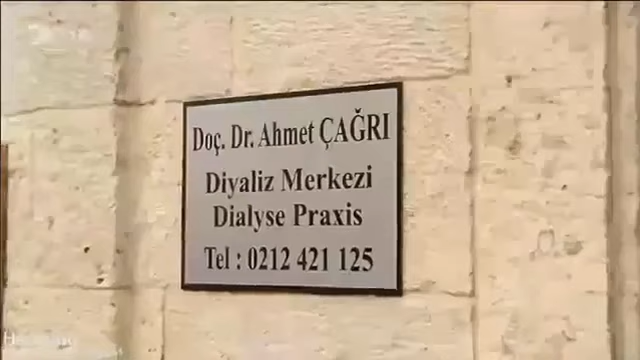 Doç. Dr. Ahmet ÇAĞRI
Diyaliz Merkezi
Dialyse Praxis
Tel : 0212 421 125